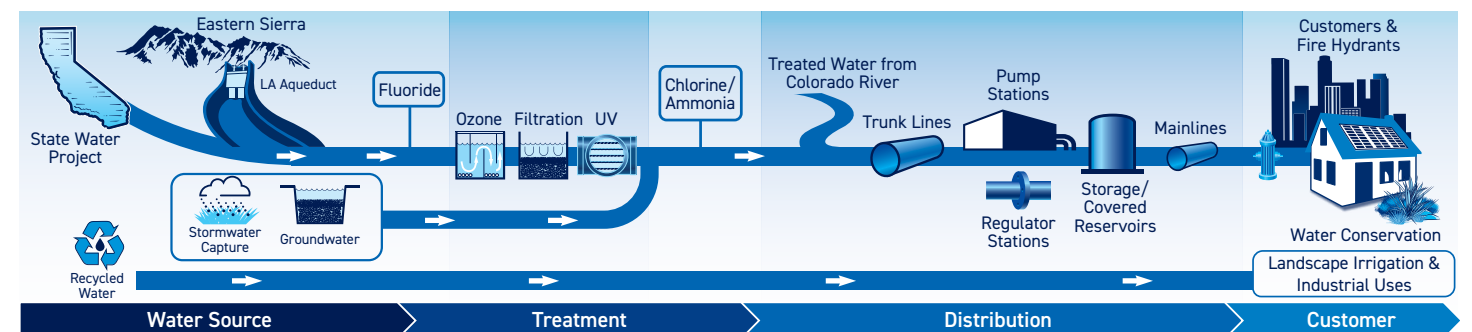 Eastern Sierra
LA Aqueduct
State Water
Project
Fluoride
Ozone
Filtration
UV
Chlorine/
Ammonia
Treated Water from
Colorado River
Trunk Lines
Pump
Stations
Regulator
Stations
Storage/
Covered
Reservoirs
Mainlines
Customers &
Fire Hydrants
Water Conservation
Stormwater
Capture
Groundwater
Recycled
Water
Landscape Irrigation &
Industrial Uses
Water Source
Treatment
Distribution
Customer